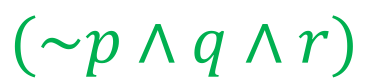 (~p ∧ q ∧ r)